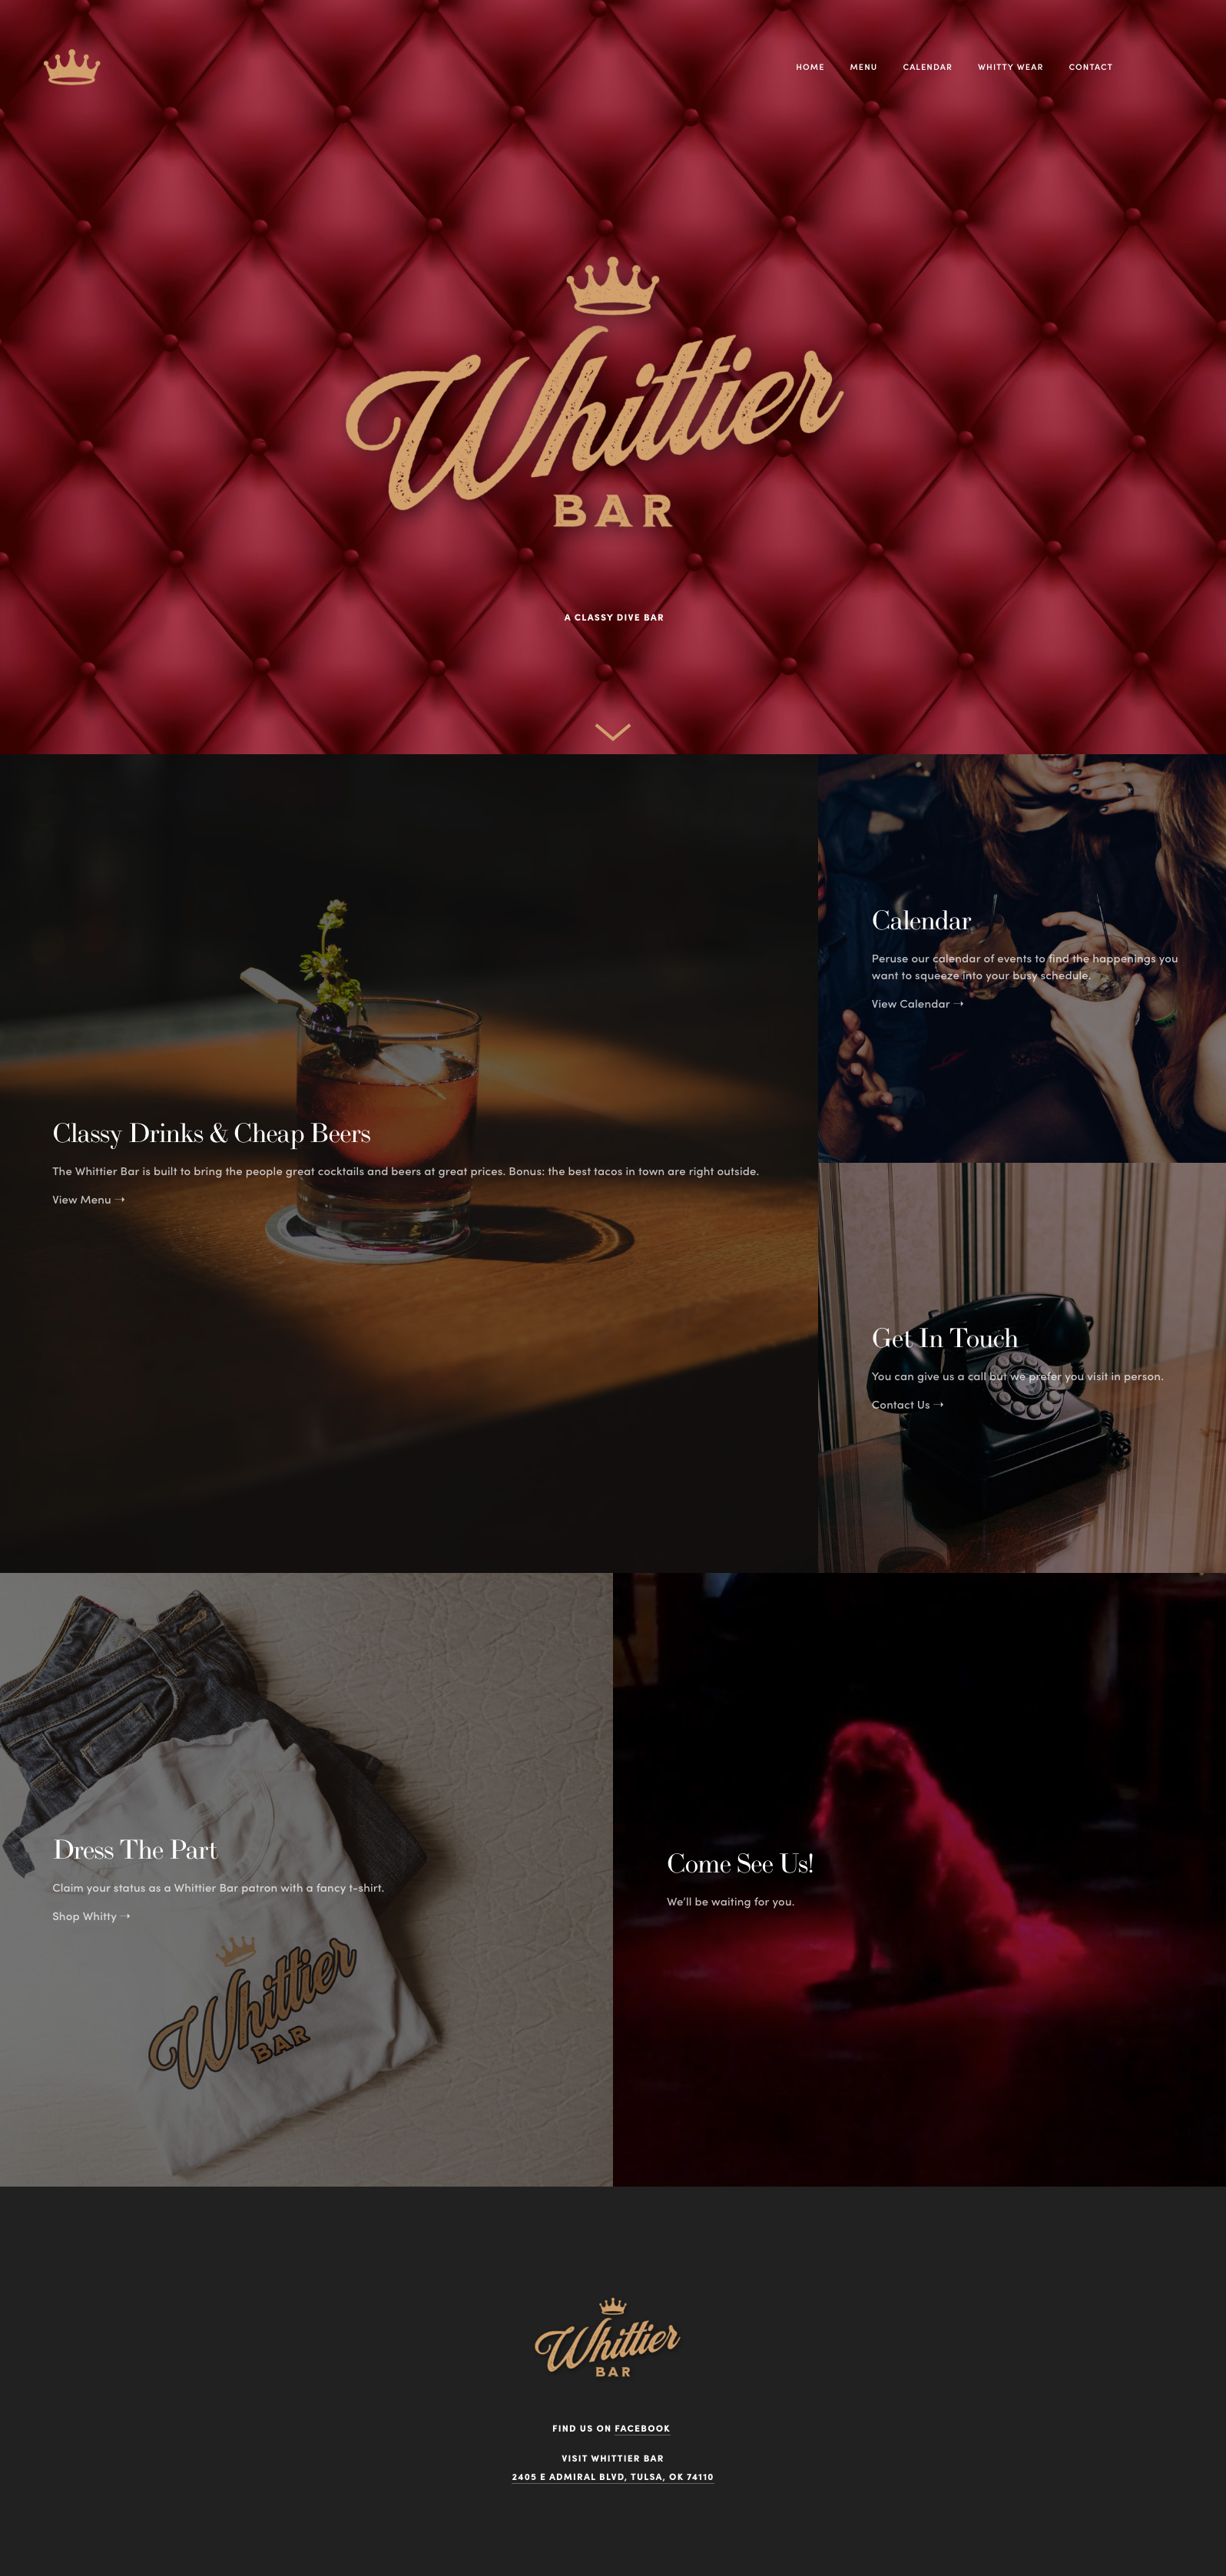 HOME MENU CALENDAR WHITTY WEAR CONTACT
Whittier
BAR
A CLASSY DIVE BAR
Classy Drinks & Cheap Beers
The Whittier Bar is built to bring the people great cocktails and beers at great prices. Bonus: the best tacos in town are right outside.
View Menu →
Calendar
Peruse our calendar of events to find the happenings you
want to squeeze into your busy schedule.
View Calendar →
Get In Touch
You can give us a call but we prefer you visit in person.
Contact Us →
Dress The Part
Claim your status as a Whittier Bar patron with a fancy t-shirt.
Shop Whitty →
Whittier
BAR
Come See Us!
We'll be waiting for you.
Whittier
BAR
FIND US ON FACEBOOK
VISIT WHITTIER BAR
2405 E ADMIRAL BLVD, TULSA, OK 74110